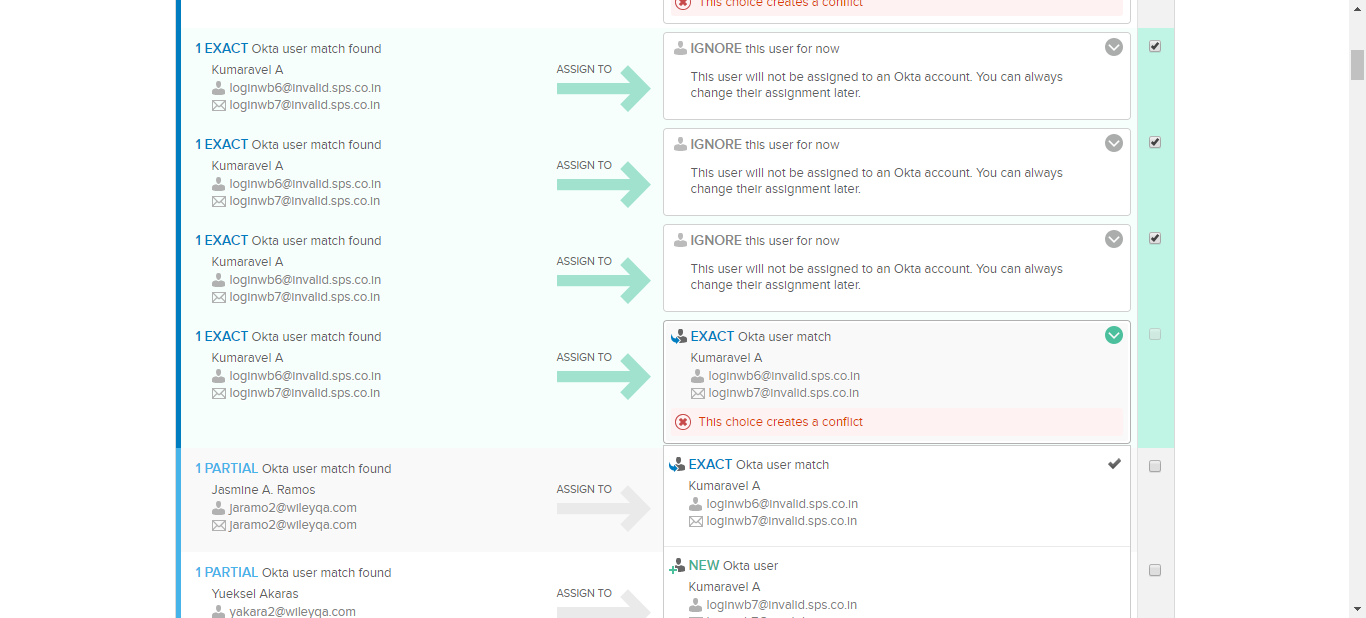 This choice creates a conflict
1 EXACT Okta user match found
Kumaravel A
loginwb6@invalid.sps.co.in
loginwb7@invalid.sps.co.in
ASSIGN TO
IGNORE this user for now
This user will not be assigned to an Okta account. You can always
change their assignment later.
1 EXACT Okta user match found
Kumaravel A
loginwb6@invalid.sps.co.in
loginwb7@invalid.sps.co.in
ASSIGN TO
IGNORE this user for now
This user will not be assigned to an Okta account. You can always
change their assignment later.
1 EXACT Okta user match found
Kumaravel A
loginwb6@invalid.sps.co.in
loginwb7@invalid.sps.co.in
ASSIGN TO
IGNORE this user for now
This user will not be assigned to an Okta account. You can always
change their assignment later.
1 EXACT Okta user match found
Kumaravel A
loginwb6@invalid.sps.co.in
loginwb7@invalid.sps.co.in
ASSIGN TO
EXACT Okta user match
Kumaravel A
loginwb6@invalid.sps.co.in
loginwb7@invalid.sps.co.in
This choice creates a conflict
1 PARTIAL Okta user match found
Jasmine A. Ramos
jaramo2@wileyqa.com
jaramo2@wileyqa.com
ASSIGN TO
EXACT Okta user match
Kumaravel A
loginwb6@invalid.sps.co.in
loginwb7@invalid.sps.co.in
1 PARTIAL Okta user match found
Yueksel Akaras
yakara2@wileyqa.com
ASSIGN TO
NEW Okta user
Kumaravel A
loginwb7@invalid.sps.co.in